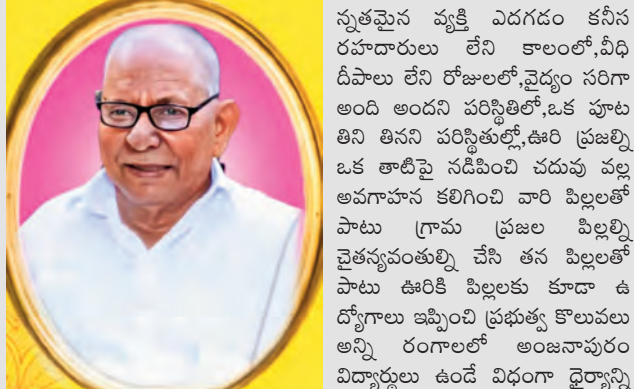 న్నతమైన వ్యక్తి ఎదగడం కనీస
రహదారులు లేని కాలంలో,వీధి
దీపాలు లేని రోజులలో,వైద్యం సరిగా
అంది అందని పరిస్థితిలో,ఒక పూట
తిని తినని పరిస్థితుల్లో,ఊరి ప్రజల్ని
ఒక తాటిపై నడిపించి చదువు వల్ల
అవగాహన కలిగించి వారి పిల్లలతో
పాటు గ్రామ ప్రజల పిల్లల్ని
చైతన్యవంతుల్ని చేసి తన పిల్లలతో
పాటు ఊరికి పిల్లలకు కూడా ఉ
ద్యోగాలు ఇప్పించి ప్రభుత్వ కొలువలు
అన్ని రంగాలలో అంజనాపురం
విద్యార్థులు ఉండే విధంగా ధైర్యాన్ని